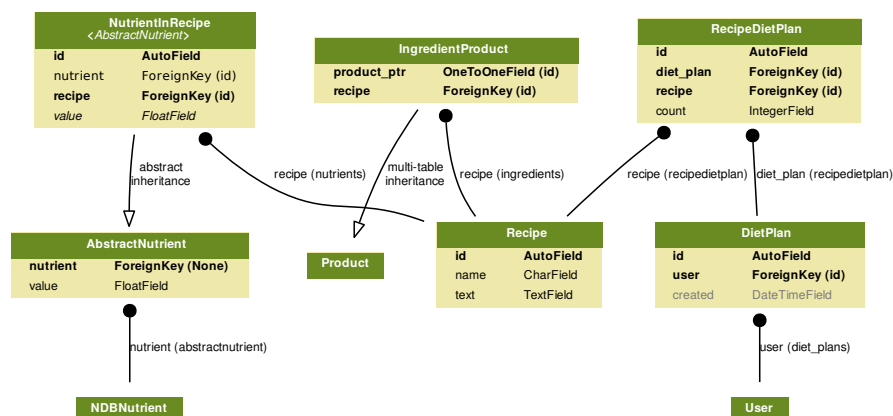 NutrientInRecipe
<AbstractNutrient>
id AutoField
nutrient ForeignKey (id)
recipe ForeignKey (id)
value FloatField
IngredientProduct
product_ptr OneToOneField (id)
recipe ForeignKey (id)
RecipeDietPlan
id AutoField
diet_plan ForeignKey (id)
recipe ForeignKey (id)
count IntegerField
abstract
inheritance
recipe (nutrients)
multi-table
inheritance
recipe (ingredients)
recipe (recipedietplan)
diet_plan (recipedietplan)
AbstractNutrient
nutrient ForeignKey (None)
value FloatField
Product
Recipe
id AutoField
name CharField
text TextField
DietPlan
id AutoField
user ForeignKey (id)
created DateTimeField
nutrient (abstractnutrient)
user (diet_plans)
NDBNutrient
User